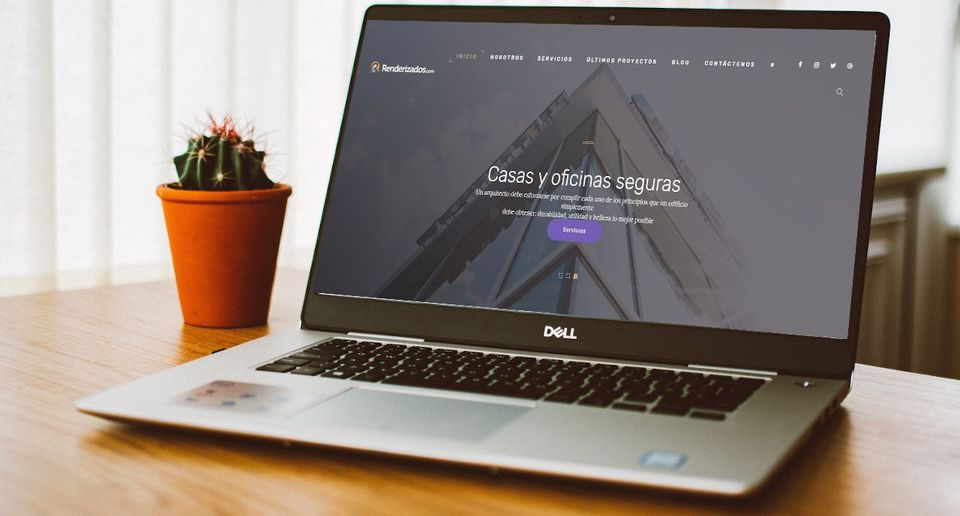 Renderizados.com
INICIO NOSOTROS SERVICIOS ÚLTIMOS PROYECTOS BLOG CONTÁCTENOS
Casas y oficinas seguras
Un arquitecto debe esforzarse por cumplir cada uno de los principios que un edificio
simplemente
debe obtener: durabilidad, utilidad y belleza lo mejor posible
Servicios
DELL